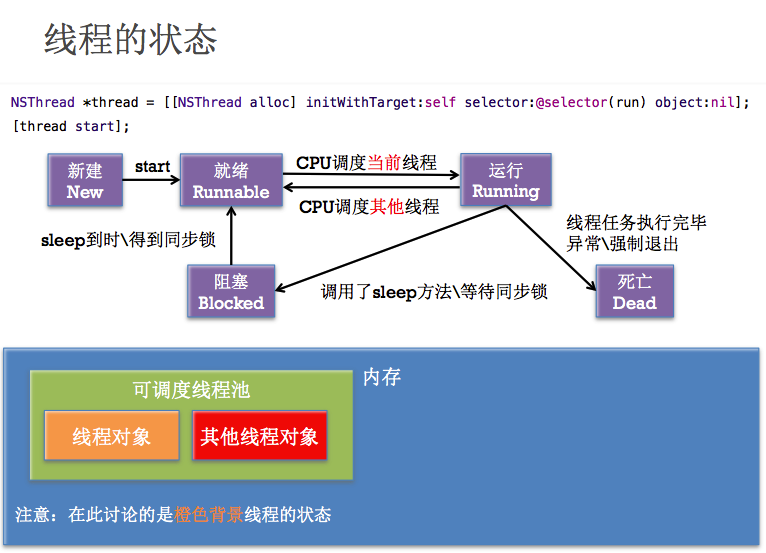 线程的状态
NSThread *thread = [[NSThread alloc] initWithTarget:self selector:@selector(run) object:nil];
[thread start];
新建
New
start
就绪
Runnable
CPU调度当前线程
CPU调度其他线程
运行
Running
sleep到时\得到同步锁
线程任务执行完毕
异常\强制退出
阻塞
Blocked
调用了sleep方法\等待同步锁
死亡
Dead
内存
可调度线程池
线程对象
其他线程对象
注意：在此讨论的是橙色背景线程的状态